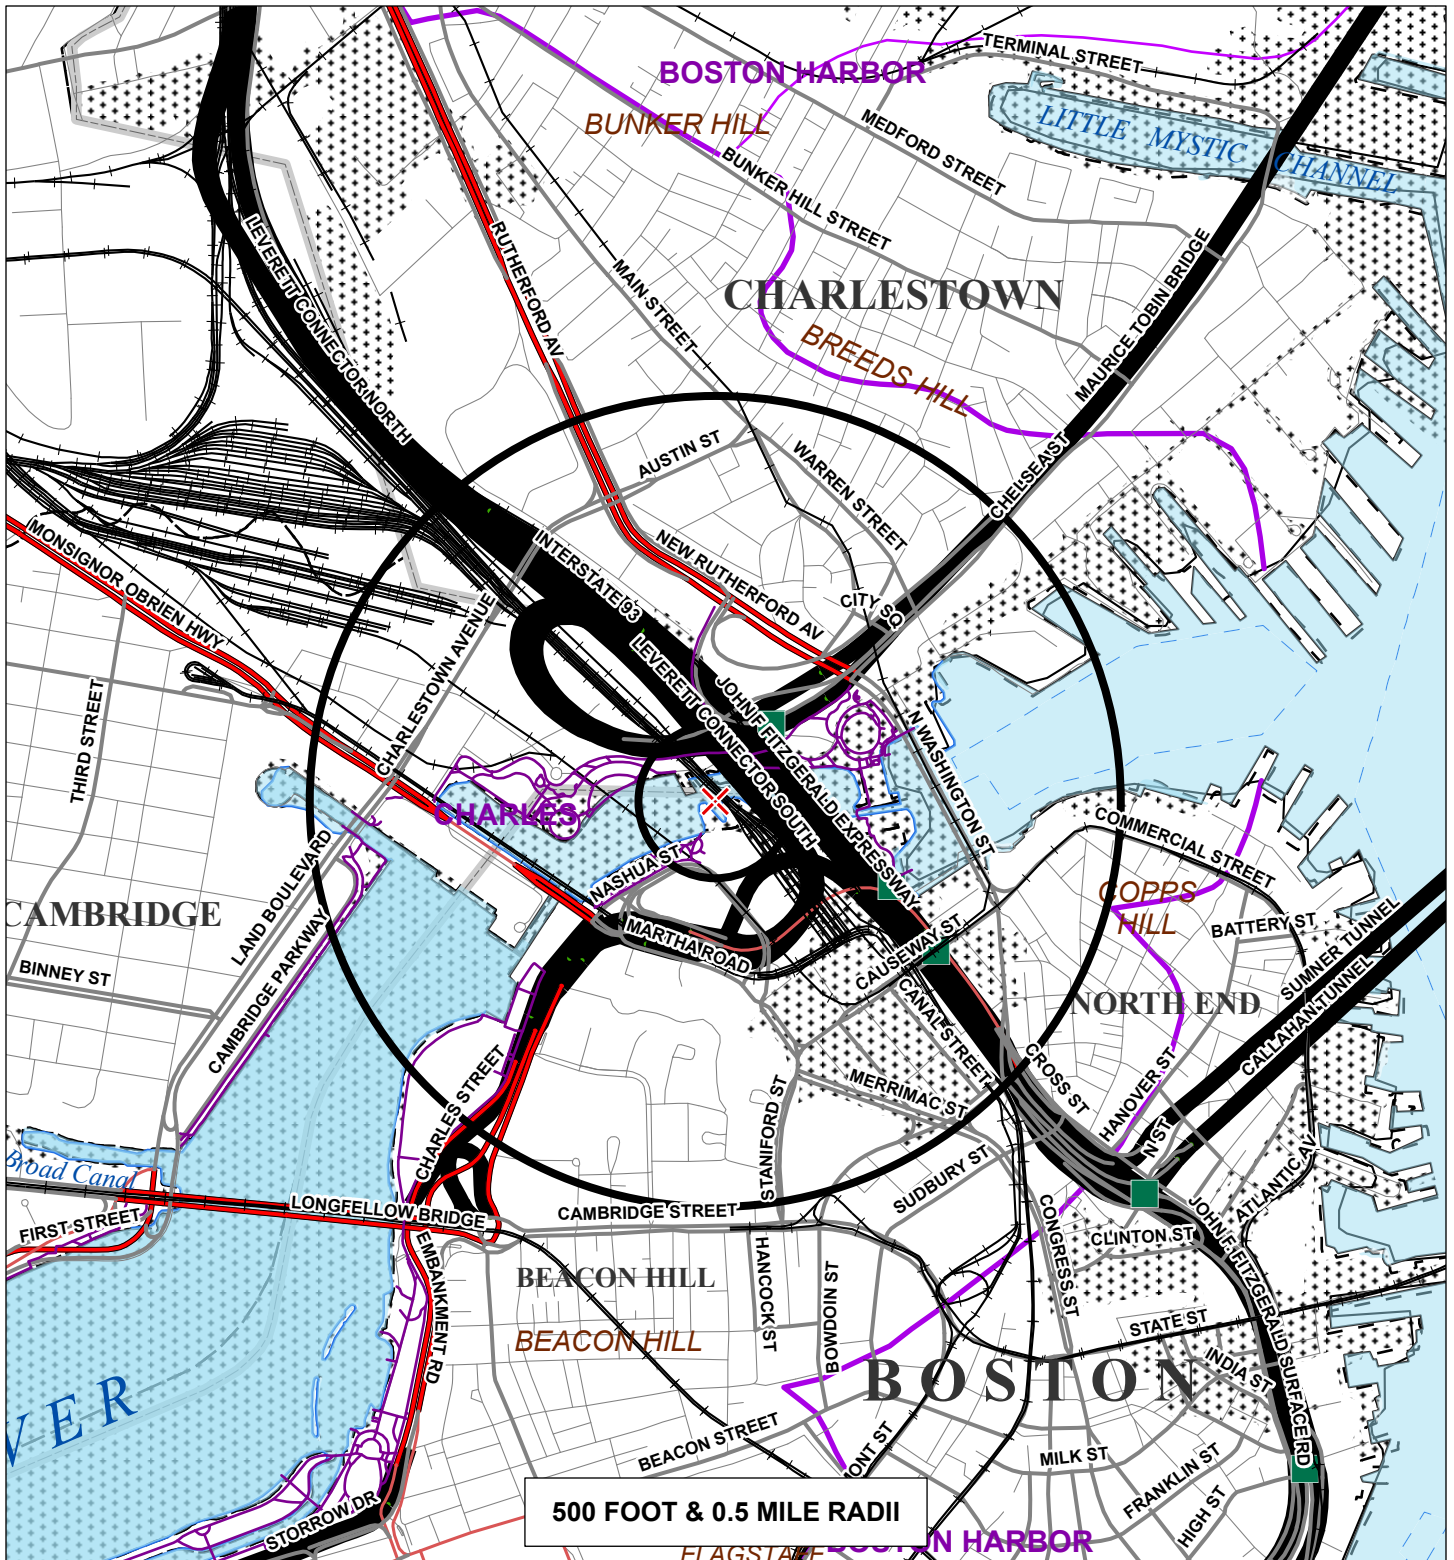 TERMINAL STREET
BOSTON HARBOR
BUNKER HILL
MEDFORD STREET
LITTLE MYSTIC CHANNEL
BUNKER HILL STREET
LEVERETT CONNECTOR NORTH
RUTHERFORD AV
MAIN STREET
CHARLESTOWN
MAURICE TOBIN BRIDGE
BREEDS HILL
AUSTIN ST
WARREN STREET
CHELSEA ST
MONSIGNOR OBRIEN HWY
INTERSTATE 93
NEW RUTHERFORD AV
CITY SQ
CHARLESTOWN AVENUE
THIRD STREET
LEVERETT CONNECTOR SOUTH
JOHN F FITZGERALD EXPRESSWAY
N WASHINGTON ST
CHARLES
COMMERCIAL STREET
LAND BOULEVARD
NASHUA ST
COPPS
HILL
CAMBRIDGE
CAMBRIDGE PARKWAY
MARTHA ROAD
CAUSEWAY ST
BATTERY ST
SUMNER TUNNEL
CALLAHAN TUNNEL
BINNEY ST
CANAL STREET
NORTH END
CHARLES STREET
MERRIMAC ST
CROSS ST
HANOVER ST
STANIFORD ST
N ST
Broad Canal
SUDBURY ST
ATLANTIC A
FIRST STREET
LONGFELLOW BRIDGE
CAMBRIDGE STREET
CONGRESS ST
CLINTON ST
JOHN F FITZGERALD SURFACE RD
EMBANKMENT RD
BEACON HILL
HANCOCK ST
BOWDOIN ST
BEACON HILL
STATE ST
INDIA ST
BOSTON
VER
BEACON STREET
MONT ST
MILK ST
FRANKLIN ST
HIGH ST
STORROW DR
500 FOOT & 0.5 MILE RADII
BOSTON HARBOR
FLAGSTAFF